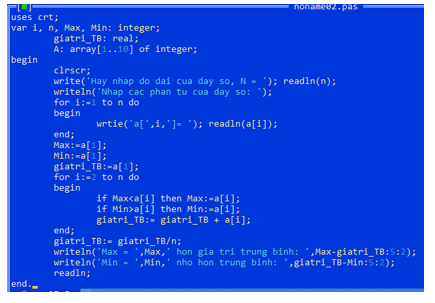 [■]
noname02.pas
uses crt;
var i, n, Max, Min: integer;
giatri_TB: real;
A: array[1..10] of integer;
begin
clrscr;
write('Hay nhap do dai cua day so, N = '); readln(n);
writeln('Nhap cac phan tu cua day so: ');
for i:=1 to n do
begin
wrtie('a[',i,']= '); readln(a[i]);
end;
Max:=a[1];
Min:=a[1];
giatri_TB:=a[1];
for i:=2 to n do
begin
if Max<a[i] then Max:=a[i];
if Min>a[i] then Min:=a[i];
giatri_TB:= giatri_TB + a[i];
end;
giatri_TB:= giatri_TB/n;
writeln('Max = ',Max,' hon gia tri trung binh: ',Max-giatri_TB:5:2);
writeln('Min = ',Min,' nho hon trung binh: ',giatri_TB-Min:5:2);
readln;
end.